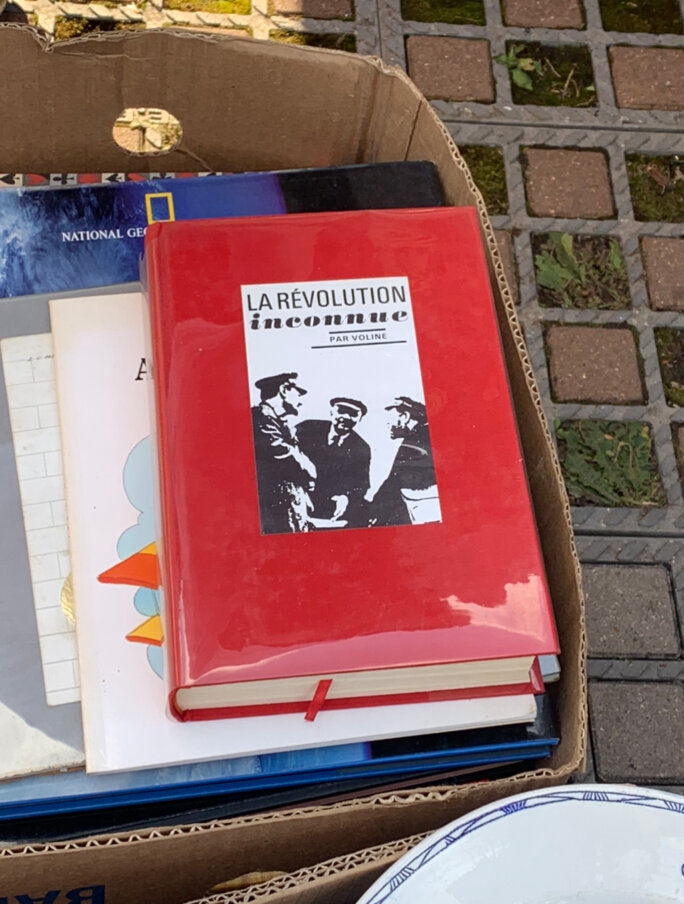 NATIONAL GEO
LA RÉVOLUTION
inconnue
PAR VOLINE
A